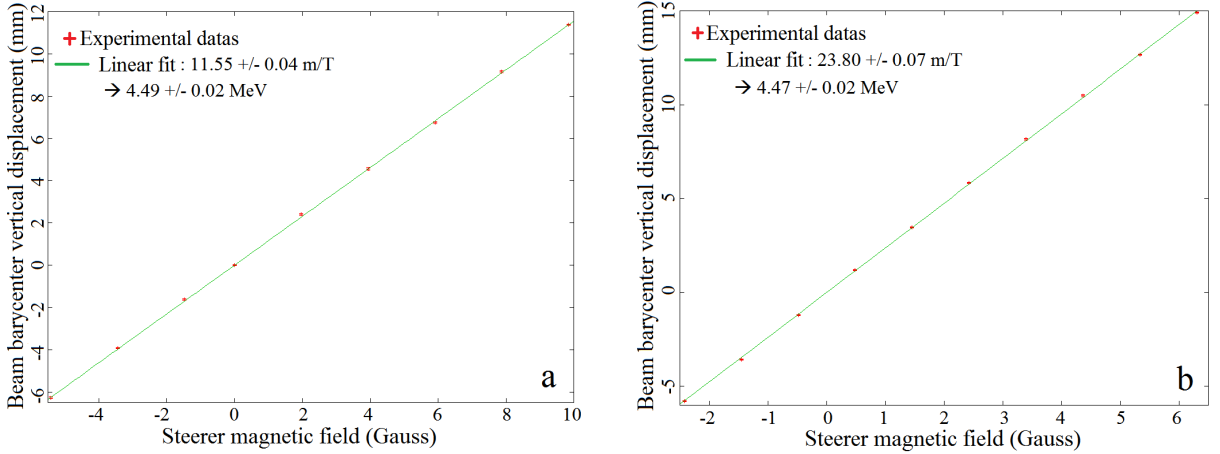 Beam barycenter vertical displacement (mm)
12
10
8
6
4
2
0
-2
-4
-6
Experimental datas
Linear fit : 11.55 +/- 0.04 m/T
→ 4.49 +/- 0.02 MeV
a
-4
-2
0
2
4
6
8
10
Steerer magnetic field (Gauss)
Beam barycenter vertical displacement (mm)
15
10
5
0
-5
Experimental datas
Linear fit : 23.80 +/- 0.07 m/T
→ 4.47 +/- 0.02 MeV
b
-2
-1
0
1
2
3
4
5
6
Steerer magnetic field (Gauss)